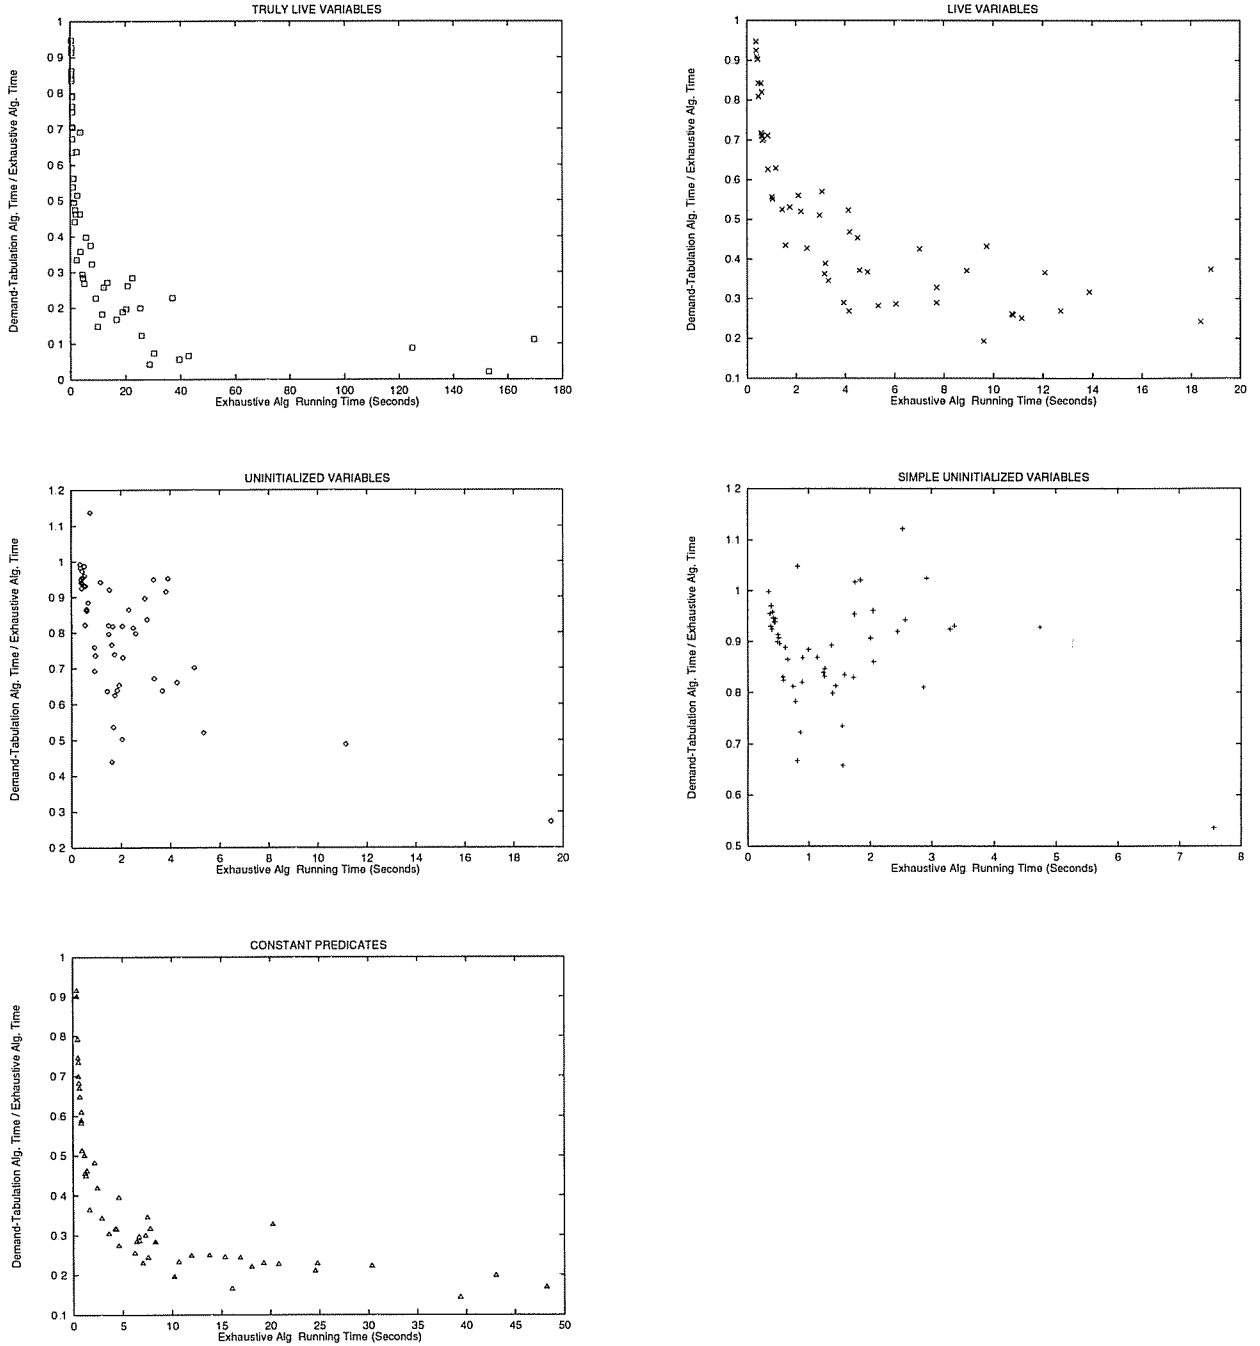 TRULY LIVE VARIABLES
Demand-Tabulation Alg. Time / Exhaustive Alg. Time
1
0 9
0 8
0 7
0 6
0 5
0 4
0 3
0 2
0 1
0
0 20 40 60 80 100 120 140 160 180
Exhaustive Alg Running Time (Seconds)
LIVE VARIABLES
Demand-Tabulation Alg. Time / Exhaustive Alg. Time
1
0 9
0 8
0 7
0 6
0 5
0 4
0 3
0 2
0 1
0 2 4 6 8 10 12 14 16 18 20
Exhaustive Alg Running Time (Seconds)
UNINITIALIZED VARIABLES
Demand-Tabulation Alg. Time / Exhaustive Alg. Time
1 2
1 1
1
0 9
0 8
0 7
0 6
0 5
0 4
0 3
0 2
0 2 4 6 8 10 12 14 16 18 20
Exhaustive Alg Running Time (Seconds)
SIMPLE UNINITIALIZED VARIABLES
Demand-Tabulation Alg. Time / Exhaustive Alg. Time
1 2
1 1
1
0 9
0 8
0 7
0 6
0 5
0 1 2 3 4 5 6 7 8
Exhaustive Alg Running Time (Seconds)
CONSTANT PREDICATES
Demand-Tabulation Alg. Time / Exhaustive Alg. Time
1
0 9
0 8
0 7
0 6
0 5
0 4
0 3
0 2
0 1
0 5 10 15 20 25 30 35 40 45 50
Exhaustive Alg Running Time (Seconds)